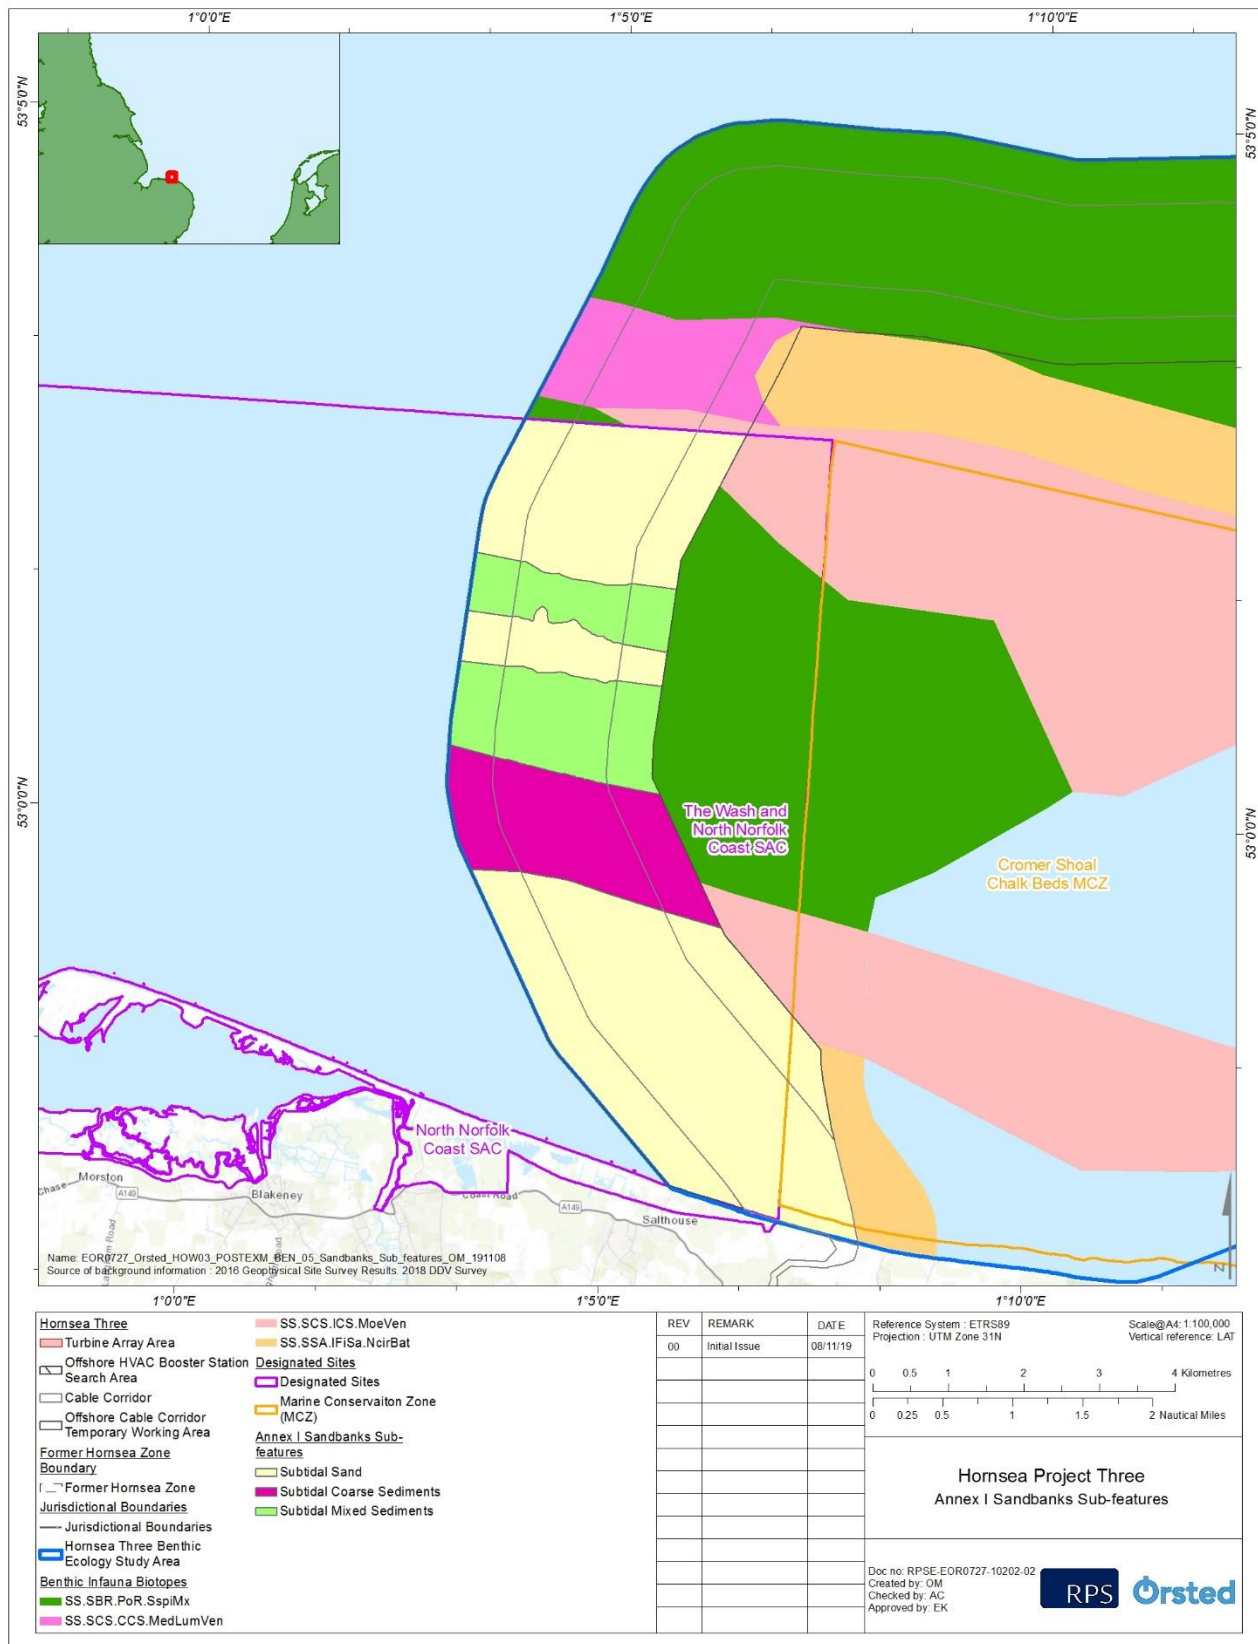 1°0'0"E
1°5'0"E
1°10'0"E
53°5'0"N
53°5'0"N
53°0'0"N
53°0'0"N
The Wash and
North Norfolk
Coast SAC
Cromer Shoal
Chalk Beds MCZ
North Norfolk
Coast SAC
Chase
Morston
A149
Blakeney
Coast Road
A149
Salthouse
Name: EOR0727_Orsted_HOW03_POSTEXM_BEN_05_Sandbanks_Sub_features_OM_191108
Source of background information : 2016 Geophysical Site Survey Results. 2018 DDV Survey
N
1°0'0"E
1°5'0"E
1°10'0"E
Hornsea Three
Turbine Array Area
Offshore HVAC Booster Station
Search Area
Cable Corridor
Offshore Cable Corridor
Temporary Working Area
Former Hornsea Zone
Boundary
Former Hornsea Zone
Jurisdictional Boundaries
Jurisdictional Boundaries
Hornsea Three Benthic
Ecology Study Area
Benthic Infauna Biotopes
SS.SBR.PoR.SspiMx
SS.SCS.CCS.MedLumVen
SS.SCS.ICS.MoeVen
SS.SSA.IFiSa.NcirBat
Designated Sites
Designated Sites
Marine Conservaiton Zone
(MCZ)
Annex I Sandbanks Sub-
features
Subtidal Sand
Subtidal Coarse Sediments
Subtidal Mixed Sediments
REV REMARK DATE
00 Initial Issue 08/11/19
Reference System : ETRS89 Scale@A4: 1:100,000
Projection : UTM Zone 31N Vertical reference: LAT
0 0.5 1 2 3 4 Kilometres
0 0.25 0.5 1 1.5 2 Nautical Miles
Hornsea Project Three
Annex I Sandbanks Sub-features
Doc no: RPSE-EOR0727-10202-02
Created by: OM
Checked by: AC
Approved by: EK
RPS
Ørsted